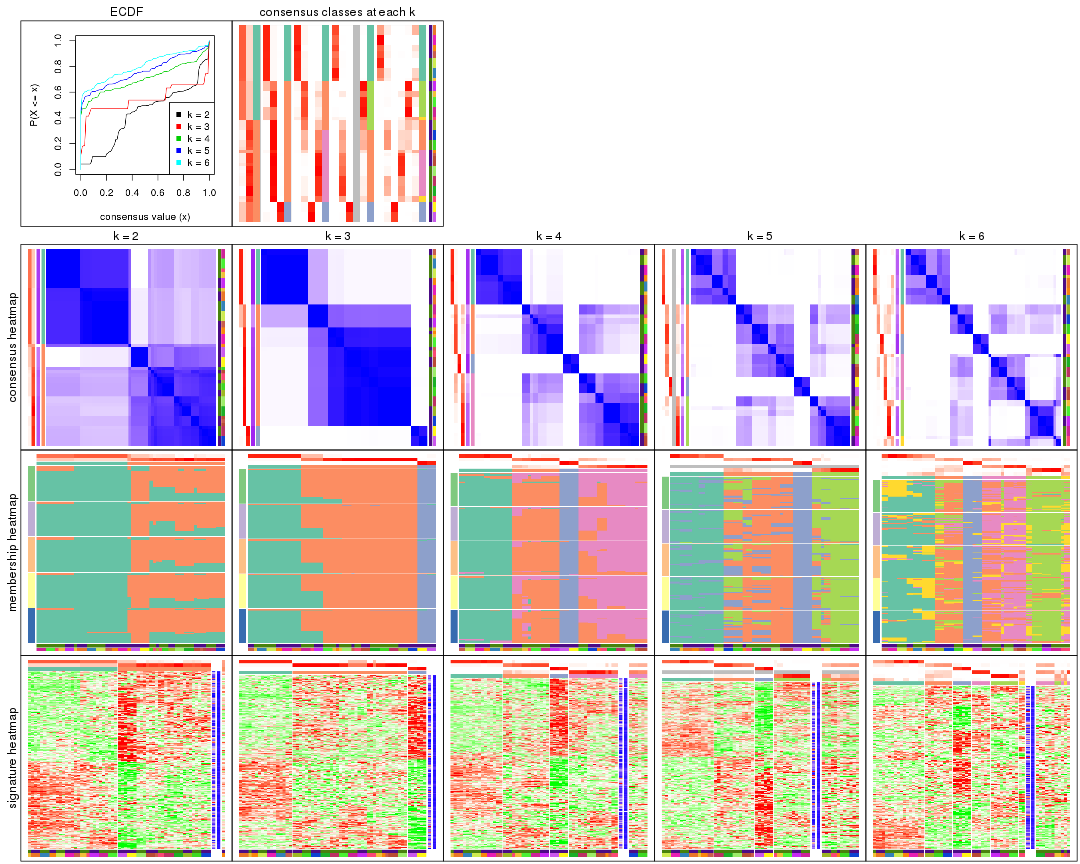 ECDF
consensus classes at each k
P(X <= x)
0.0 0.2 0.4 0.6 0.8 1.0
k = 2
k = 3
k = 4
k = 5
k = 6
0.0 0.2 0.4 0.6 0.8 1.0
consensus value (x)
k = 2 k = 3 k = 4 k = 5 k = 6
consensus heatmap
membership heatmap
signature heatmap